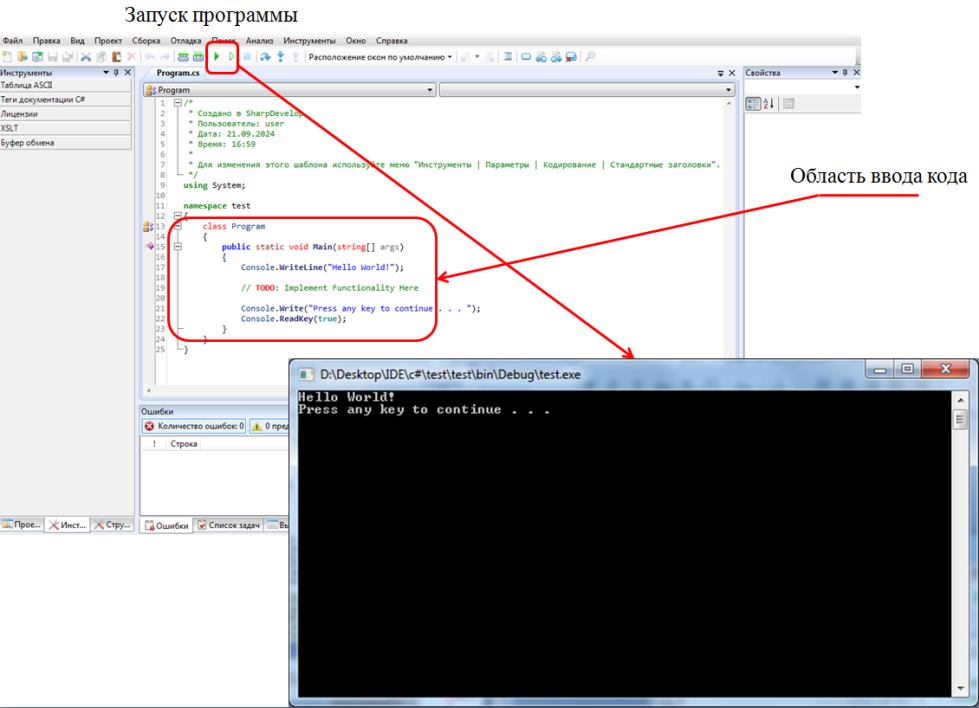 Запуск программы
Файл Правка Вид Проект Сборка Отладка Поиск Анализ Инструменты Окно Справка
Расположение окон по умолчанию
Инструменты
Program.cs
Свойства
Таблица ASCII
Теги документации C#
Лицензии
XSLT
Буфер обмена
Program
1 /*
2 * Создано в SharpDevelop
3 * Пользователь: user
4 * Дата: 21.09.2024
5 * Время: 16:59
6 *
7 * Для изменения этого шаблона используйте меню "Инструменты | Параметры | Кодирование | Стандартные заголовки".
8 */
9 using System;
10
11 namespace test
12 {
13 class Program
14 {
15 public static void Main(string[] args)
16 {
17 Console.WriteLine("Hello World!");
18
19 // TODO: Implement Functionality Here
20
21 Console.Write("Press any key to continue . . . ");
22 Console.ReadKey(true);
23 }
24 }
25 }
Область ввода кода
D:\Desktop\IDE\c#\test\test\bin\Debug\test.exe
Hello World!
Press any key to continue . . .
Ошибки
Количество ошибок: 0 0 пред
! Строка
Прое... Инст... Стру...
Ошибки Список задач Вы